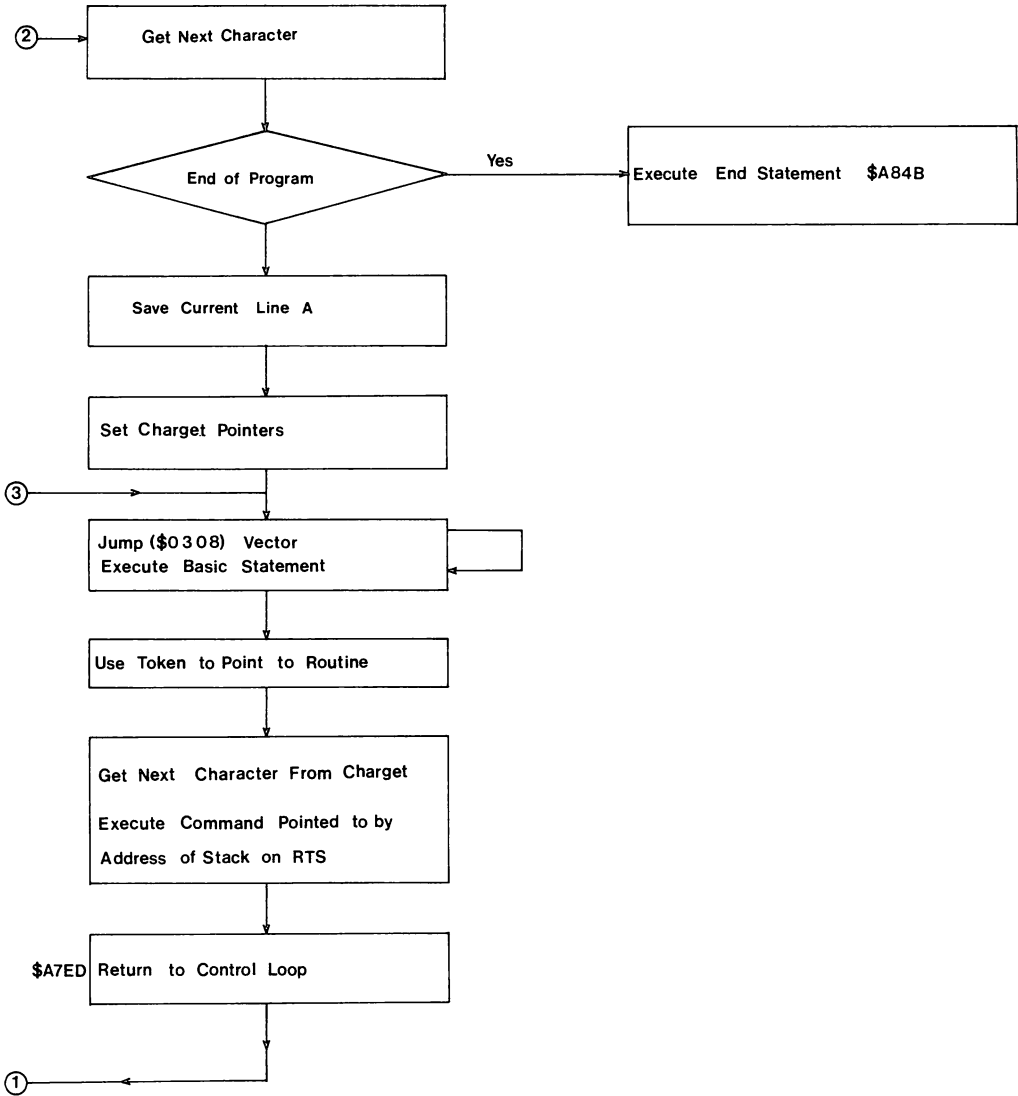 2
Get Next Character
End of Program
Yes
Execute End Statement $A84B
Save Current Line A
Set Charget Pointers
3
Jump ($0308) Vector
Execute Basic Statement
Use Token to Point to Routine
Get Next Character From Charget
Execute Command Pointed to by
Address of Stack on RTS
$A7ED
Return to Control Loop
1